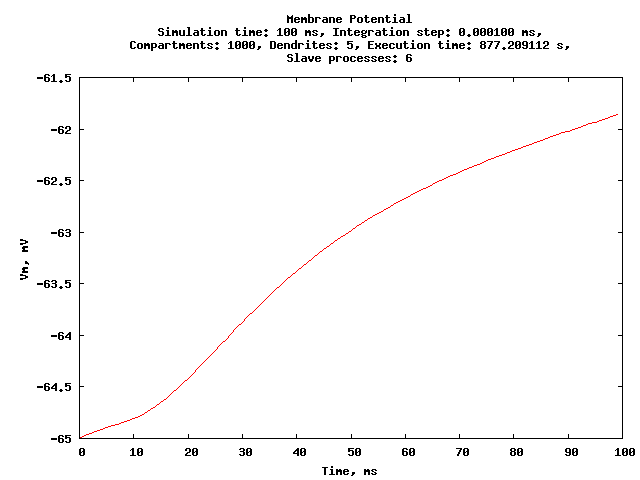 Membrane Potential
Simulation time: 100 ms, Integration step: 0.000100 ms,
Compartments: 1000, Dendrites: 5, Execution time: 877.209112 s,
Slave processes: 6
-61.5
-62
-62.5
-63
-63.5
-64
-64.5
-65
Vm, mV
0 10 20 30 40 50 60 70 80 90 100
Time, ms